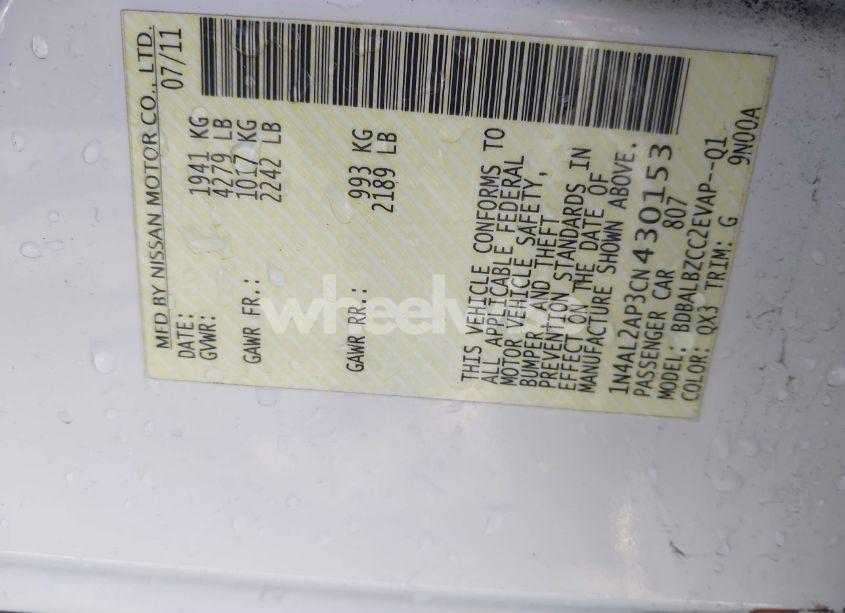 MFD BY NISSAN MOTOR CO., LTD.
DATE: 07/11
GVWR: 1941 KG
4279 LB
GAWR FR.: 1017 KG
2242 LB
GAWR RR.: 993 KG
2189 LB
THIS VEHICLE CONFORMS TO
ALL APPLICABLE FEDERAL
MOTOR VEHICLE SAFETY,
BUMPER, AND THEFT
PREVENTION STANDARDS IN
EFFECT ON THE DATE OF
MANUFACTURE SHOWN ABOVE.
1N4AL2AP3CN430153
PASSENGER CAR 807
MODEL: BDBALBZCC2EVAP--Q1
COLOR: QX3 TRIM: G 9N00A